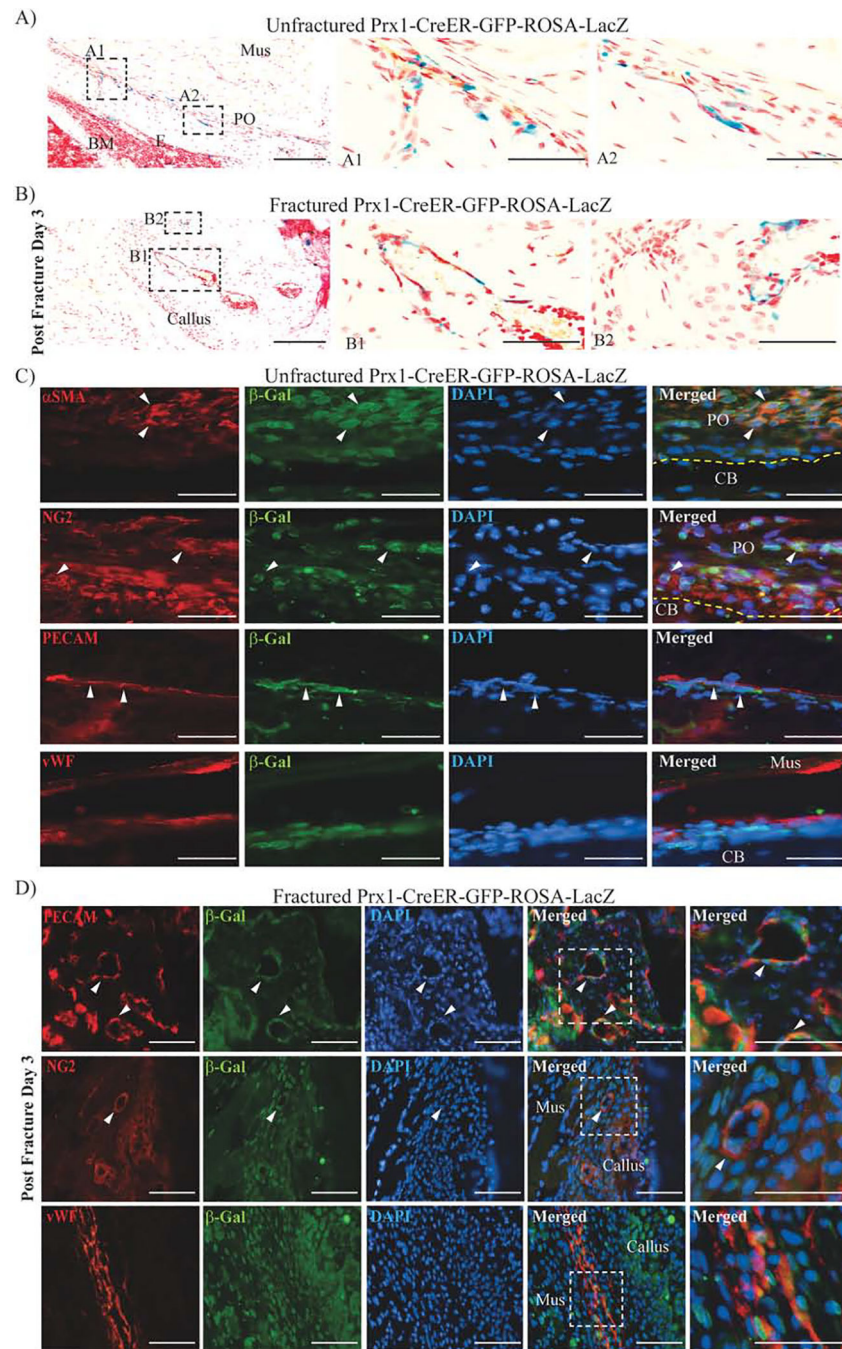 A)
Unfractured Prx1-CreER-GFP-ROSA-LacZ
A1
Mus
A2
PO
BM
E
A1
A2
B)
Fractured Prx1-CreER-GFP-ROSA-LacZ
Post Fracture Day 3
B2
B1
Callus
B1
B2
C)
Unfractured Prx1-CreER-GFP-ROSA-LacZ
αSMA β-Gal DAPI Merged
PO
CB
NG2 β-Gal DAPI Merged
PO
CB
PECAM β-Gal DAPI Merged
vWF β-Gal DAPI Merged
Mus
CB
D)
Fractured Prx1-CreER-GFP-ROSA-LacZ
Post Fracture Day 3
PECAM β-Gal DAPI Merged Merged
NG2 β-Gal DAPI Merged Merged
Mus
Callus
vWF β-Gal DAPI Merged Merged
Callus
Mus